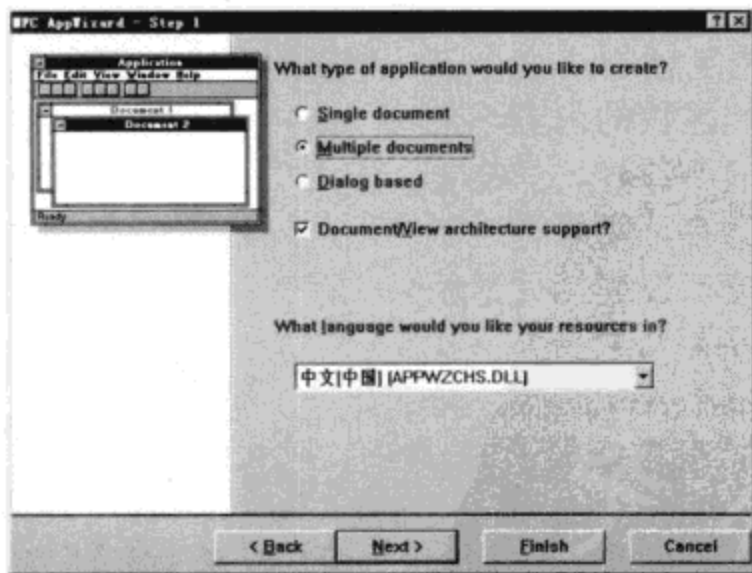 MFC AppWizard - Step 1
Application
File Edit View Window Help
Document 1
Document 2
Ready
What type of application would you like to create?
Single document
Multiple documents
Dialog based
Document/View architecture support?
What language would you like your resources in?
中文[中国] (APPWZCHS.DLL)
< Back
Next >
Finish
Cancel